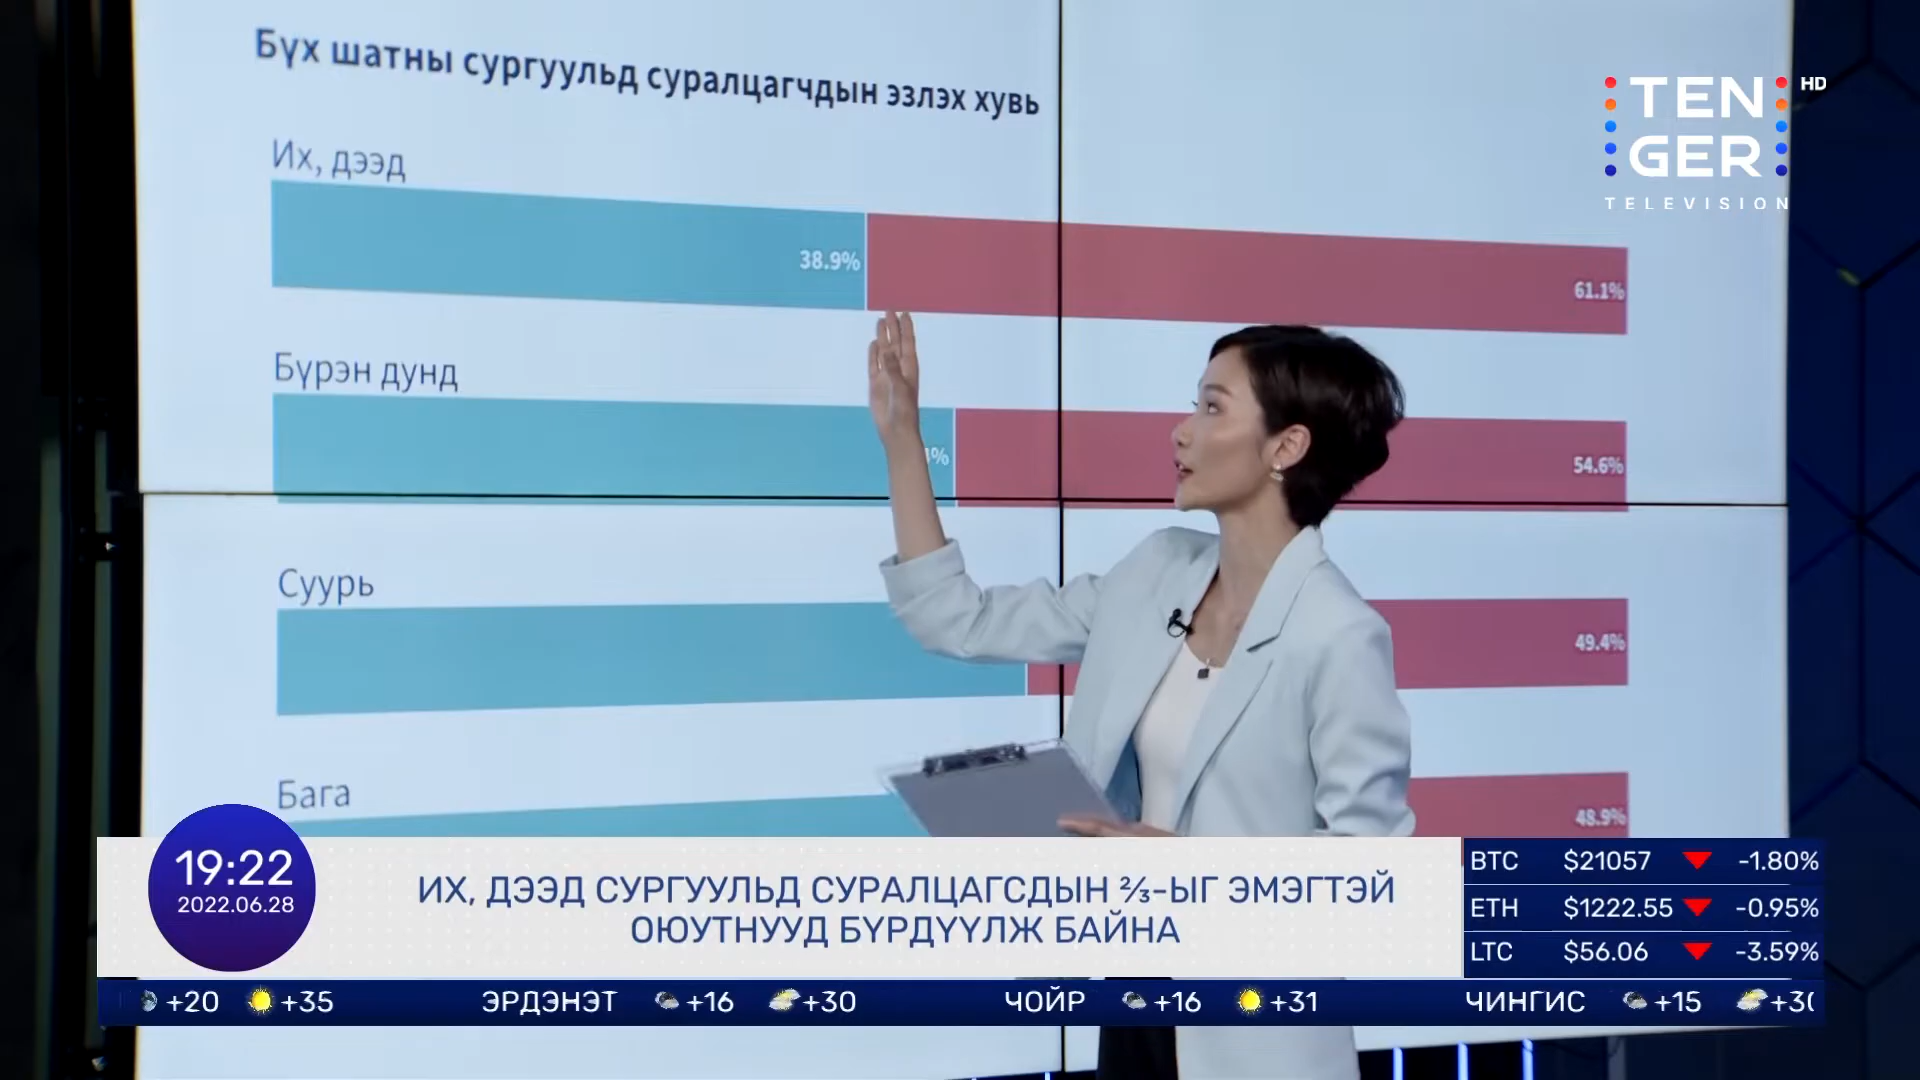 Бүх шатны сургуульд суралцагчдын эзлэх хувь
TEN HD
GER
TELEVISION
Их, дээд
38.9% 61.1%
Бүрэн дунд
54.6%
Суурь
49.4%
Бага
48.9%
19:22
2022.06.28
ИХ, ДЭЭД СУРГУУЛЬД СУРАЛЦАГСДЫН ⅔-ЫГ ЭМЭГТЭЙ
ОЮУТНУУД БҮРДҮҮЛЖ БАЙНА
BTC $21057 -1.80%
ETH $1222.55 -0.95%
LTC $56.06 -3.59%
+20 +35 ЭРДЭНЭТ +16 +30 ЧОЙР +16 +31 ЧИНГИС +15